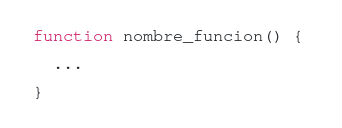 function nombre_funcion() {
  ...
}